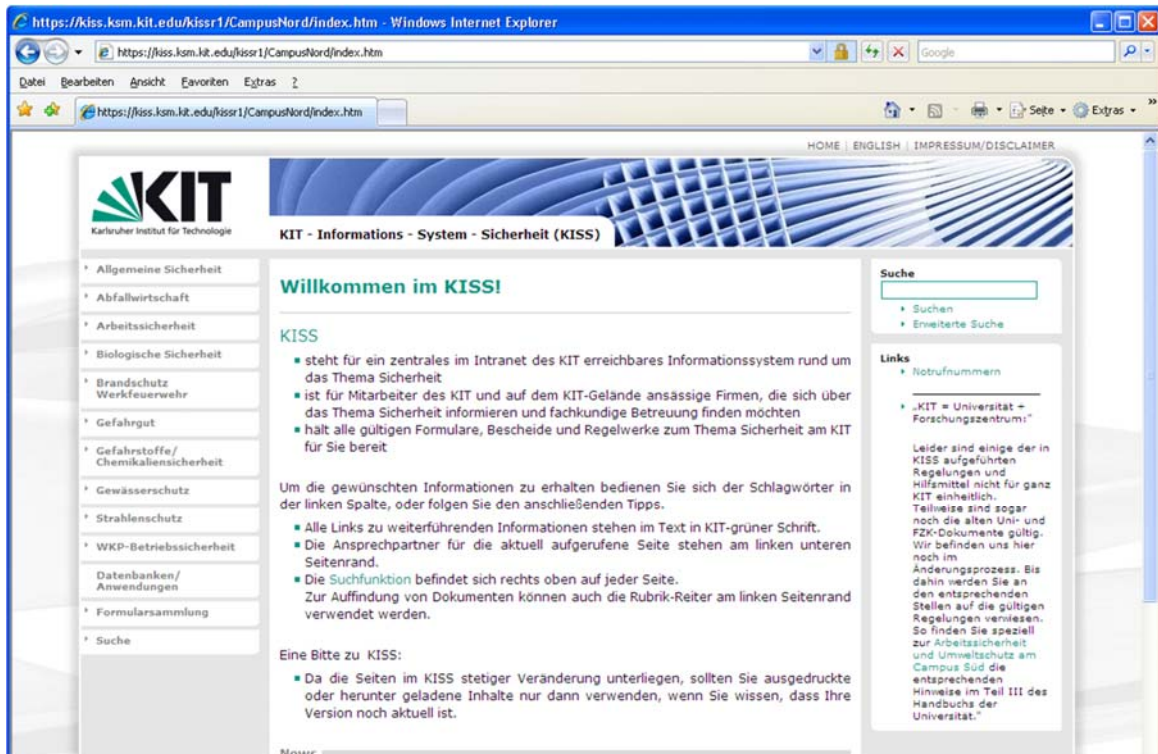 https://kiss.ksm.kit.edu/kissr1/CampusNord/index.htm - Windows Internet Explorer
https://kiss.ksm.kit.edu/kissr1/CampusNord/index.htm
Google
Datei Bearbeiten Ansicht Favoriten Extras ?
https://kiss.ksm.kit.edu/kissr1/CampusNord/index.htm
Seite
Extras
»
HOME | ENGLISH | IMPRESSUM/DISCLAIMER
KIT
Karlsruher Institut für Technologie
KIT - Informations - System - Sicherheit (KISS)
Allgemeine Sicherheit
Abfallwirtschaft
Arbeitssicherheit
Biologische Sicherheit
Brandschutz
Werkfeuerwehr
Gefahrgut
Gefahrstoffe/
Chemikaliensicherheit
Gewässerschutz
Strahlenschutz
WKP-Betriebssicherheit
Datenbanken/
Anwendungen
Formularsammlung
Suche
Willkommen im KISS!
KISS
steht für ein zentrales im Intranet des KIT erreichbares Informationssystem rund um
das Thema Sicherheit
ist für Mitarbeiter des KIT und auf dem KIT-Gelände ansässige Firmen, die sich über
das Thema Sicherheit informieren und fachkundige Betreuung finden möchten
hält alle gültigen Formulare, Bescheide und Regelwerke zum Thema Sicherheit am KIT
für Sie bereit
Um die gewünschten Informationen zu erhalten bedienen Sie sich der Schlagwörter in
der linken Spalte, oder folgen Sie den anschließenden Tipps.
Alle Links zu weiterführenden Informationen stehen im Text in KIT-grüner Schrift.
Die Ansprechpartner für die aktuell aufgerufene Seite stehen am linken unteren
Seitenrand.
Die Suchfunktion befindet sich rechts oben auf jeder Seite.
Zur Auffindung von Dokumenten können auch die Rubrik-Reiter am linken Seitenrand
verwendet werden.
Eine Bitte zu KISS:
Da die Seiten im KISS stetiger Veränderung unterliegen, sollten Sie ausgedruckte
oder herunter geladene Inhalte nur dann verwenden, wenn Sie wissen, dass Ihre
Version noch aktuell ist.
News
Suche
Suchen
Erweiterte Suche
Links
Notrufnummern
„KIT = Universität +
Forschungszentrum:"
Leider sind einige der in
KISS aufgeführten
Regelungen und
Hilfsmittel nicht für ganz
KIT einheitlich.
Teilweise sind sogar
noch die alten Uni- und
FZK-Dokumente gültig.
Wir befinden uns hier
noch im
Änderungsprozess. Bis
dahin werden Sie an
den entsprechenden
Stellen auf die gültigen
Regelungen verwiesen.
So finden Sie speziell
zur Arbeitssicherheit
und Umweltschutz am
Campus Süd die
entsprechenden
Hinweise im Teil III des
Handbuchs der
Universität."